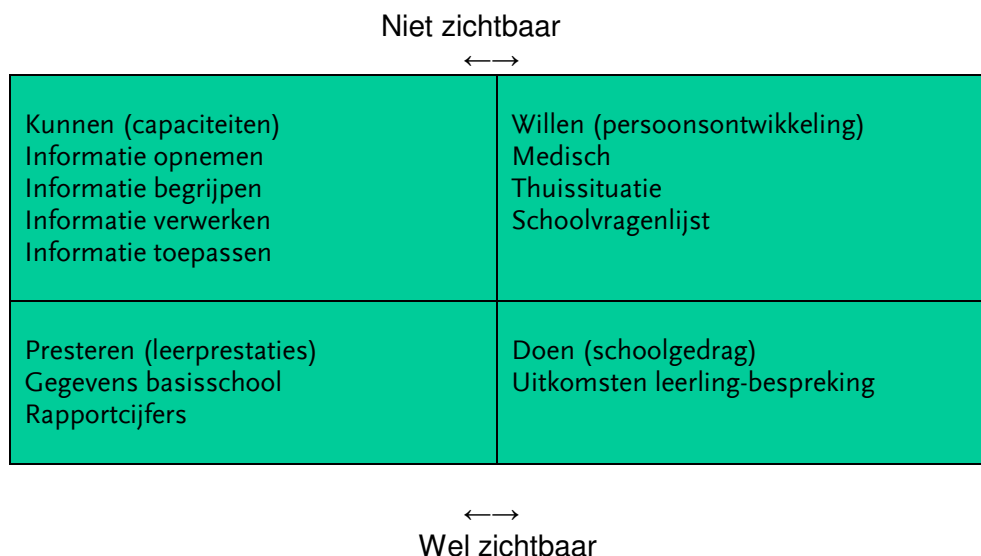 Niet zichtbaar
←→
Kunnen (capaciteiten)
Informatie opnemen
Informatie begrijpen
Informatie verwerken
Informatie toepassen
Willen (persoonsontwikkeling)
Medisch
Thuissituatie
Schoolvragenlijst
Presteren (leerprestaties)
Gegevens basisschool
Rapportcijfers
Doen (schoolgedrag)
Uitkomsten leerling-bespreking
←→
Wel zichtbaar